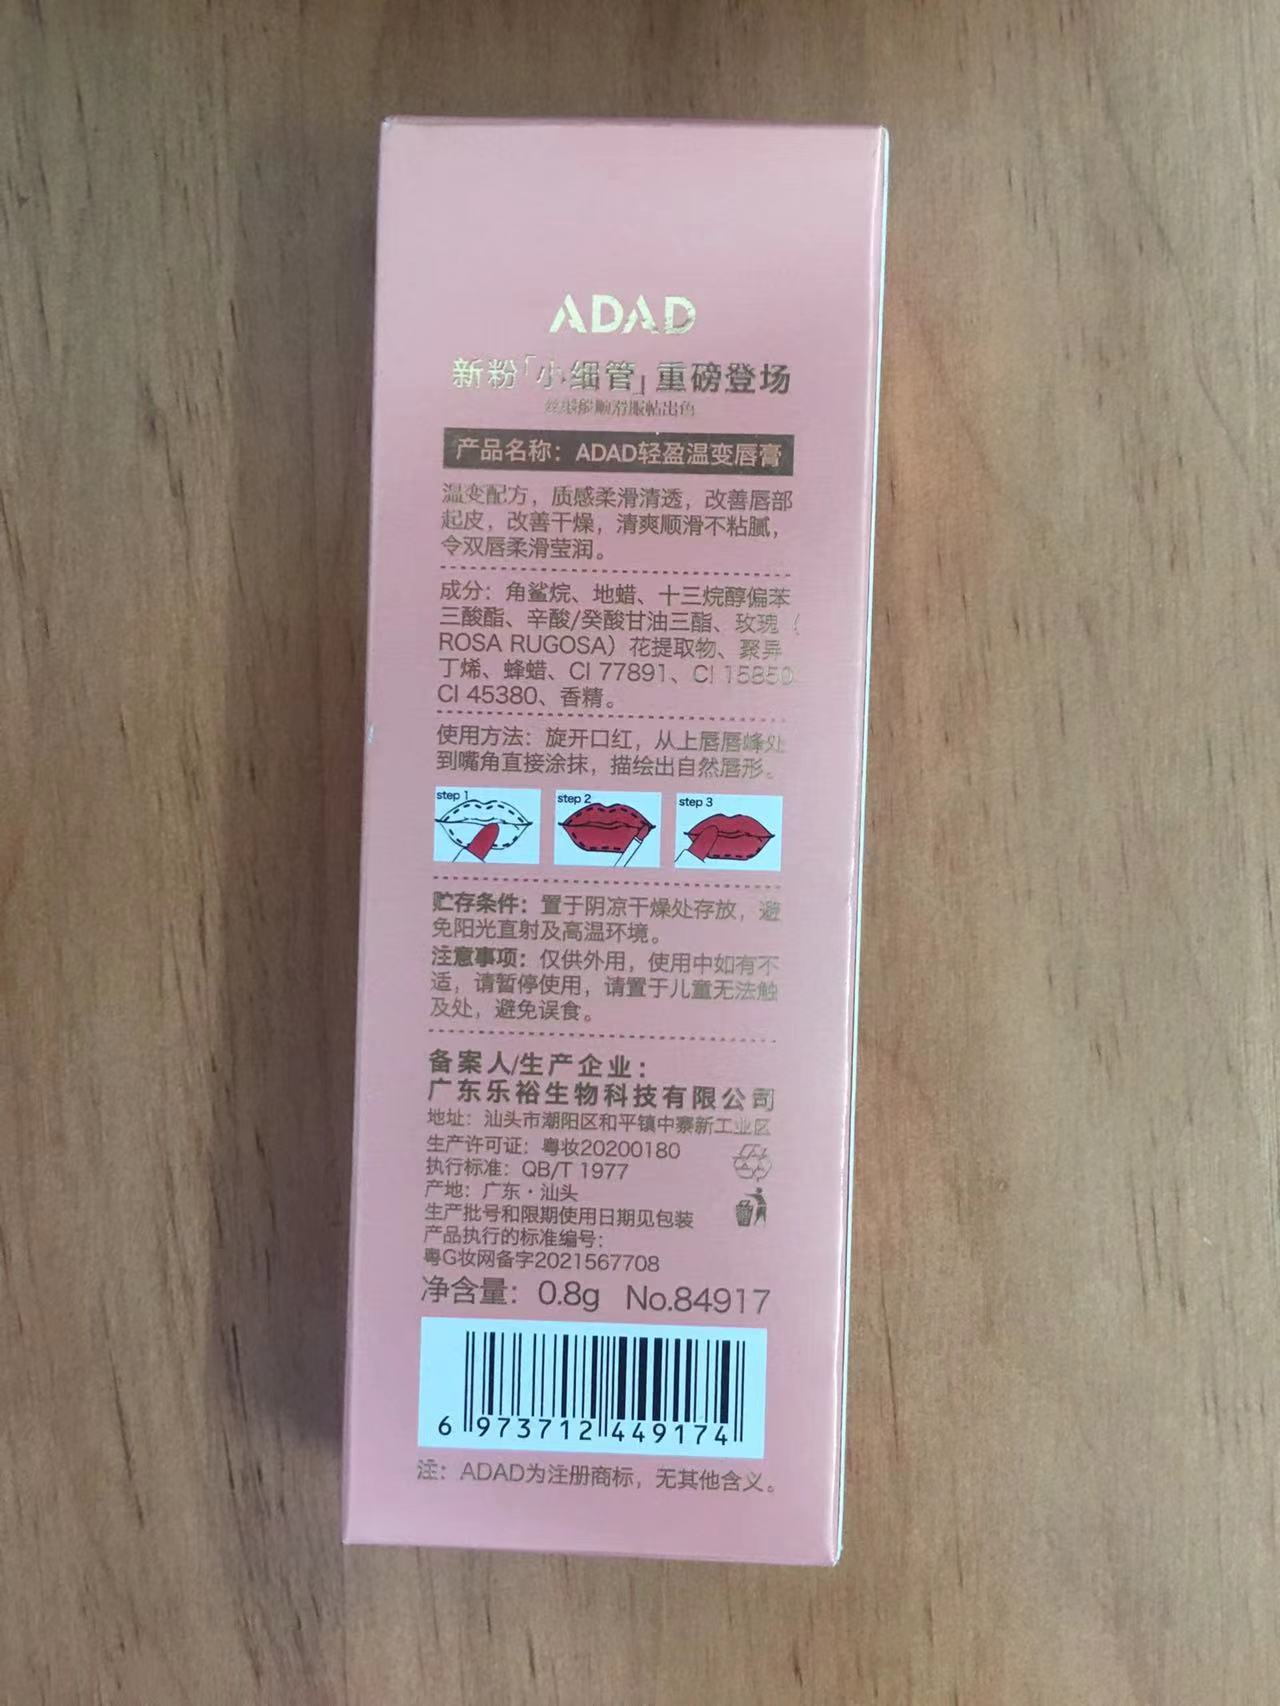 ADAD
新粉「小细管」重磅登场
丝缎般顺滑服帖出色
产品名称：ADAD轻盈温变唇膏
温变配方，质感柔滑清透，改善唇部
起皮，改善干燥，清爽顺滑不粘腻，
令双唇柔滑莹润。
成分：角鲨烷、地蜡、十三烷醇偏苯
三酸酯、辛酸/癸酸甘油三酯、玫瑰（
ROSA RUGOSA）花提取物、聚异
丁烯、蜂蜡、CI 77891、CI 15850
CI 45380、香精。
使用方法：旋开口红，从上唇唇峰处
到嘴角直接涂抹，描绘出自然唇形。
step 1 step 2 step 3
贮存条件：置于阴凉干燥处存放，避
免阳光直射及高温环境。
注意事项：仅供外用，使用中如有不
适，请暂停使用，请置于儿童无法触
及处，避免误食。
备案人/生产企业：
广东乐裕生物科技有限公司
地址：汕头市潮阳区和平镇中寨新工业区
生产许可证：粤妆20200180
执行标准：QB/T 1977
产地：广东·汕头
生产批号和限期使用日期见包装
产品执行的标准编号：
粤G妆网备字2021567708
净含量：0.8g No.84917
6 973712 449174
注：ADAD为注册商标，无其他含义。